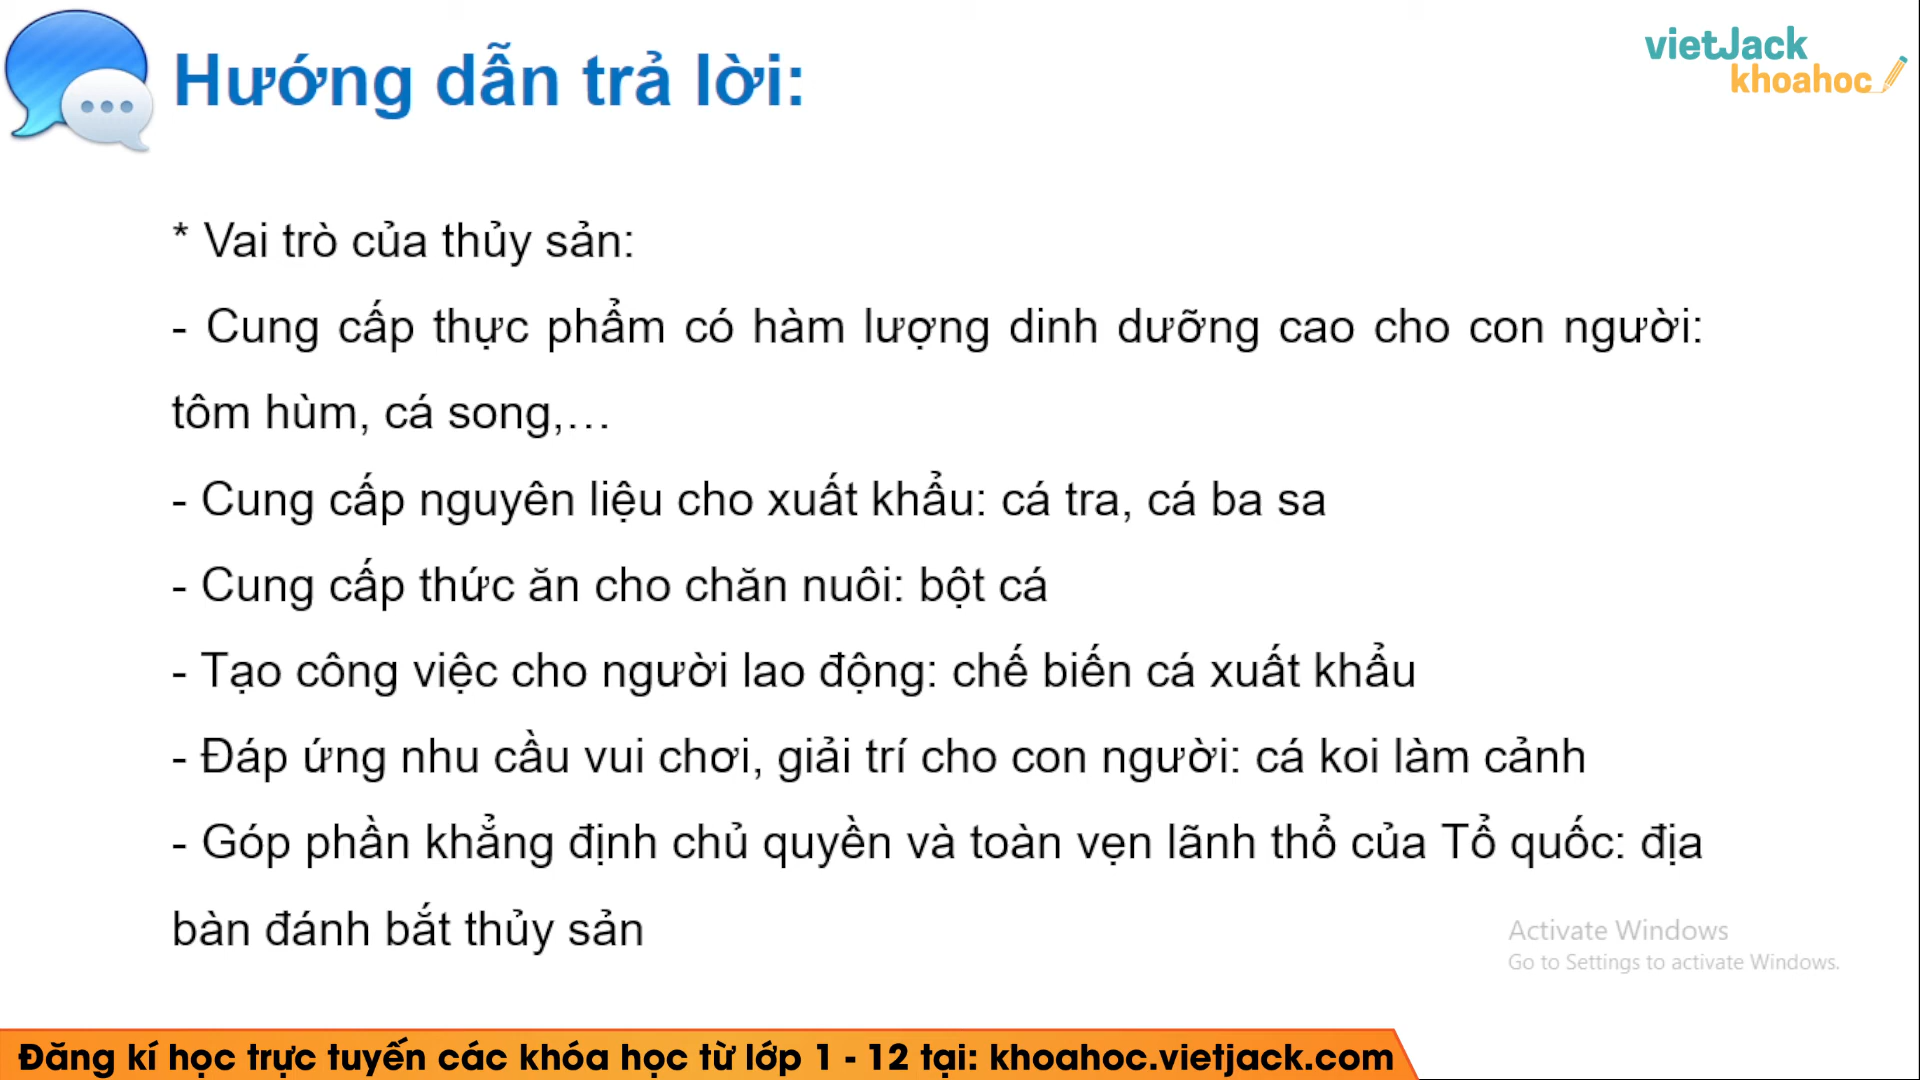 Hướng dẫn trả lời:
vietJack
khoahoc
* Vai trò của thủy sản:
- Cung cấp thực phẩm có hàm lượng dinh dưỡng cao cho con người:
tôm hùm, cá song,…
- Cung cấp nguyên liệu cho xuất khẩu: cá tra, cá ba sa
- Cung cấp thức ăn cho chăn nuôi: bột cá
- Tạo công việc cho người lao động: chế biến cá xuất khẩu
- Đáp ứng nhu cầu vui chơi, giải trí cho con người: cá koi làm cảnh
- Góp phần khẳng định chủ quyền và toàn vẹn lãnh thổ của Tổ quốc: địa
bàn đánh bắt thủy sản
Activate Windows
Go to Settings to activate Windows.
Đăng kí học trực tuyến các khóa học từ lớp 1 - 12 tại: khoahoc.vietjack.com